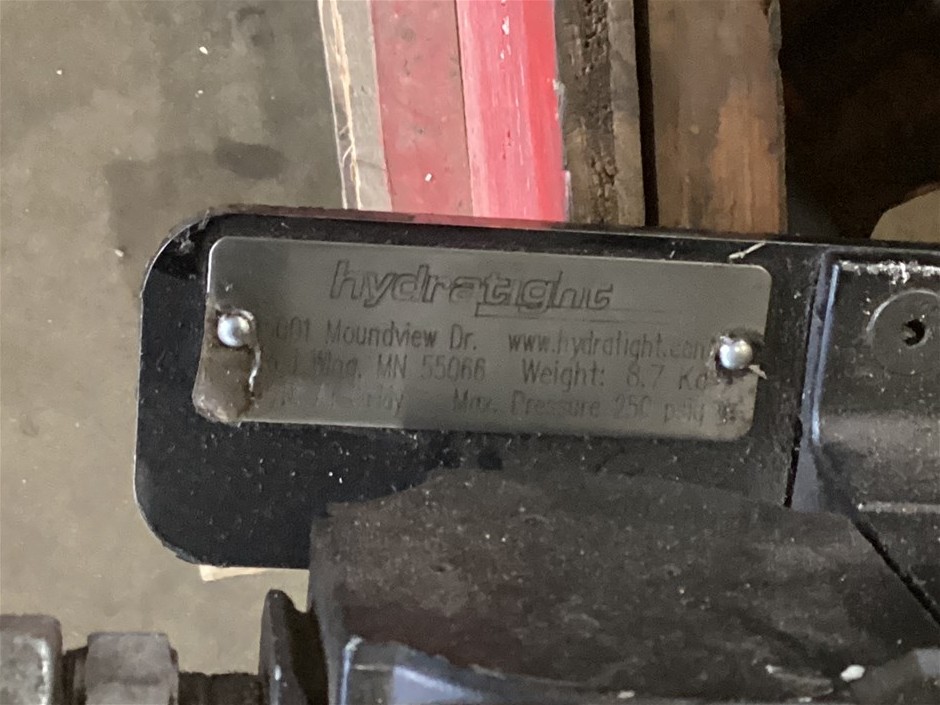 hydratight
Moundview Dr. www.hydratight.com
MN 55066 Weight: 8.7 Kg
Max. Pressure 250 psig